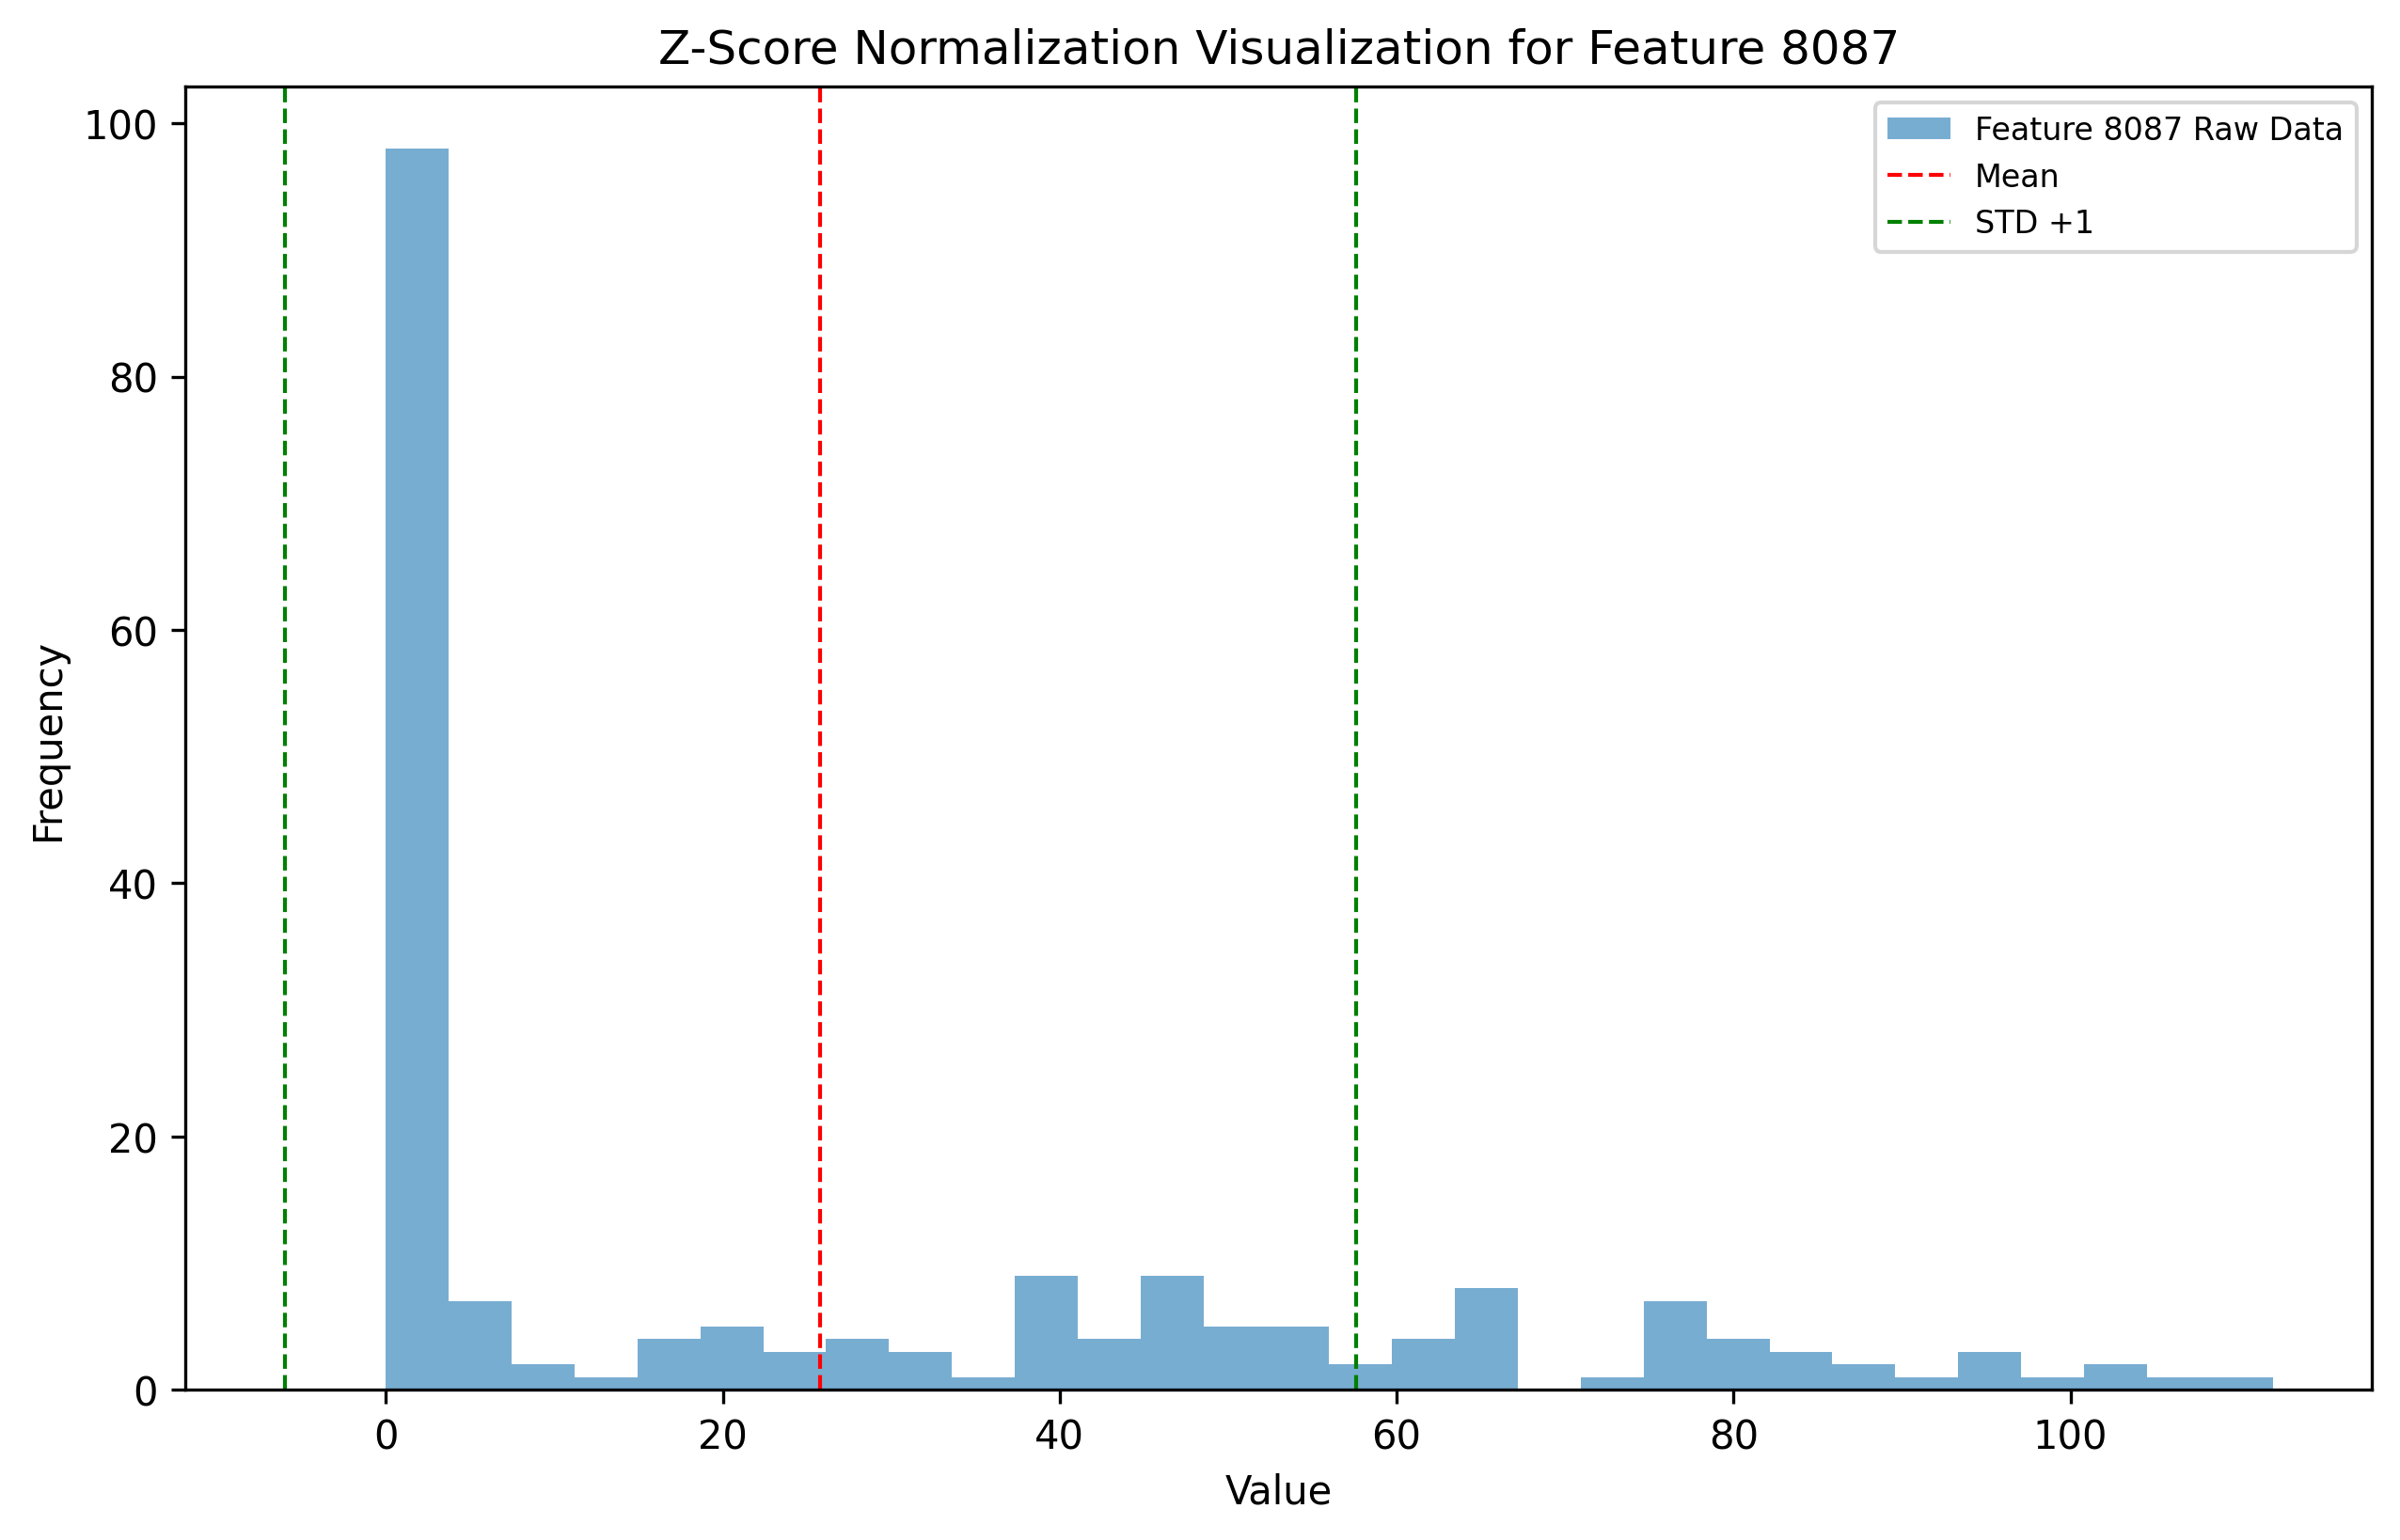 Z-Score Normalization Visualization for Feature 8087
Feature 8087 Raw Data
Mean
STD +1
100
80
60
40
20
0
Frequency
0 20 40 60 80 100
Value